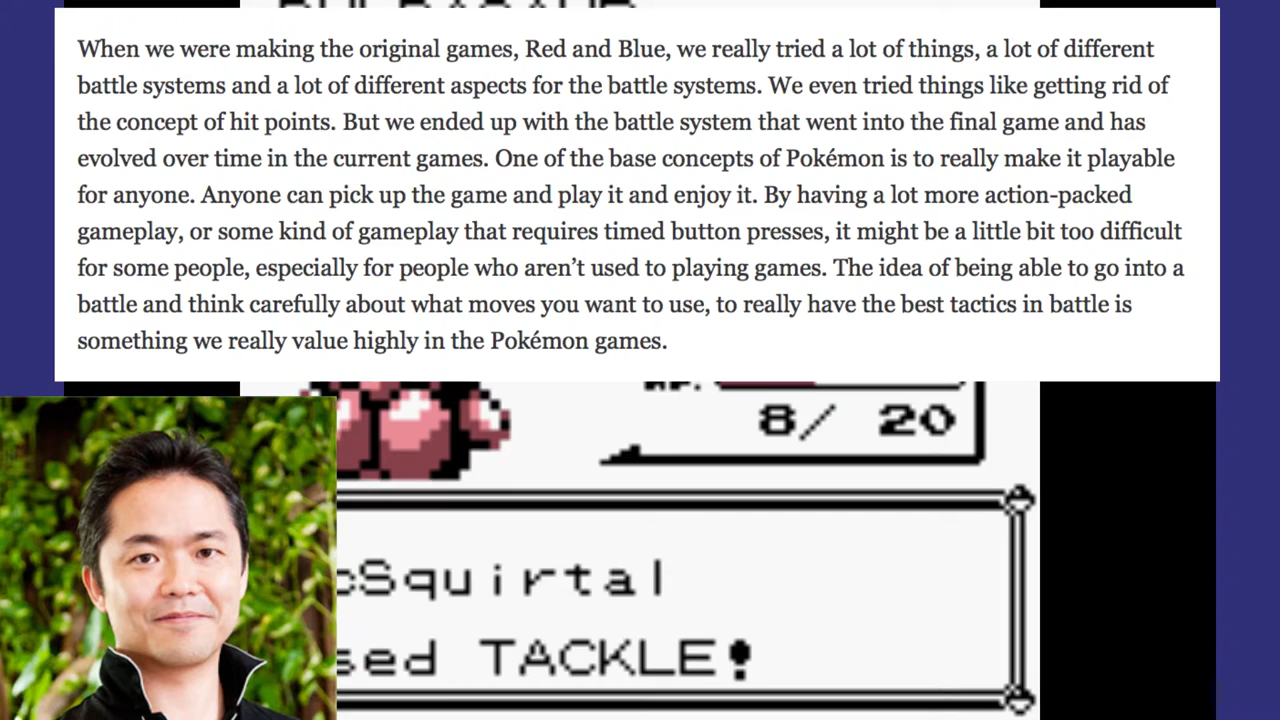 When we were making the original games, Red and Blue, we really tried a lot of things, a lot of different
battle systems and a lot of different aspects for the battle systems. We even tried things like getting rid of
the concept of hit points. But we ended up with the battle system that went into the final game and has
evolved over time in the current games. One of the base concepts of Pokémon is to really make it playable
for anyone. Anyone can pick up the game and play it and enjoy it. By having a lot more action-packed
gameplay, or some kind of gameplay that requires timed button presses, it might be a little bit too difficult
for some people, especially for people who aren’t used to playing games. The idea of being able to go into a
battle and think carefully about what moves you want to use, to really have the best tactics in battle is
something we really value highly in the Pokémon games.
8/ 20
cSquirtal
sed TACKLE!